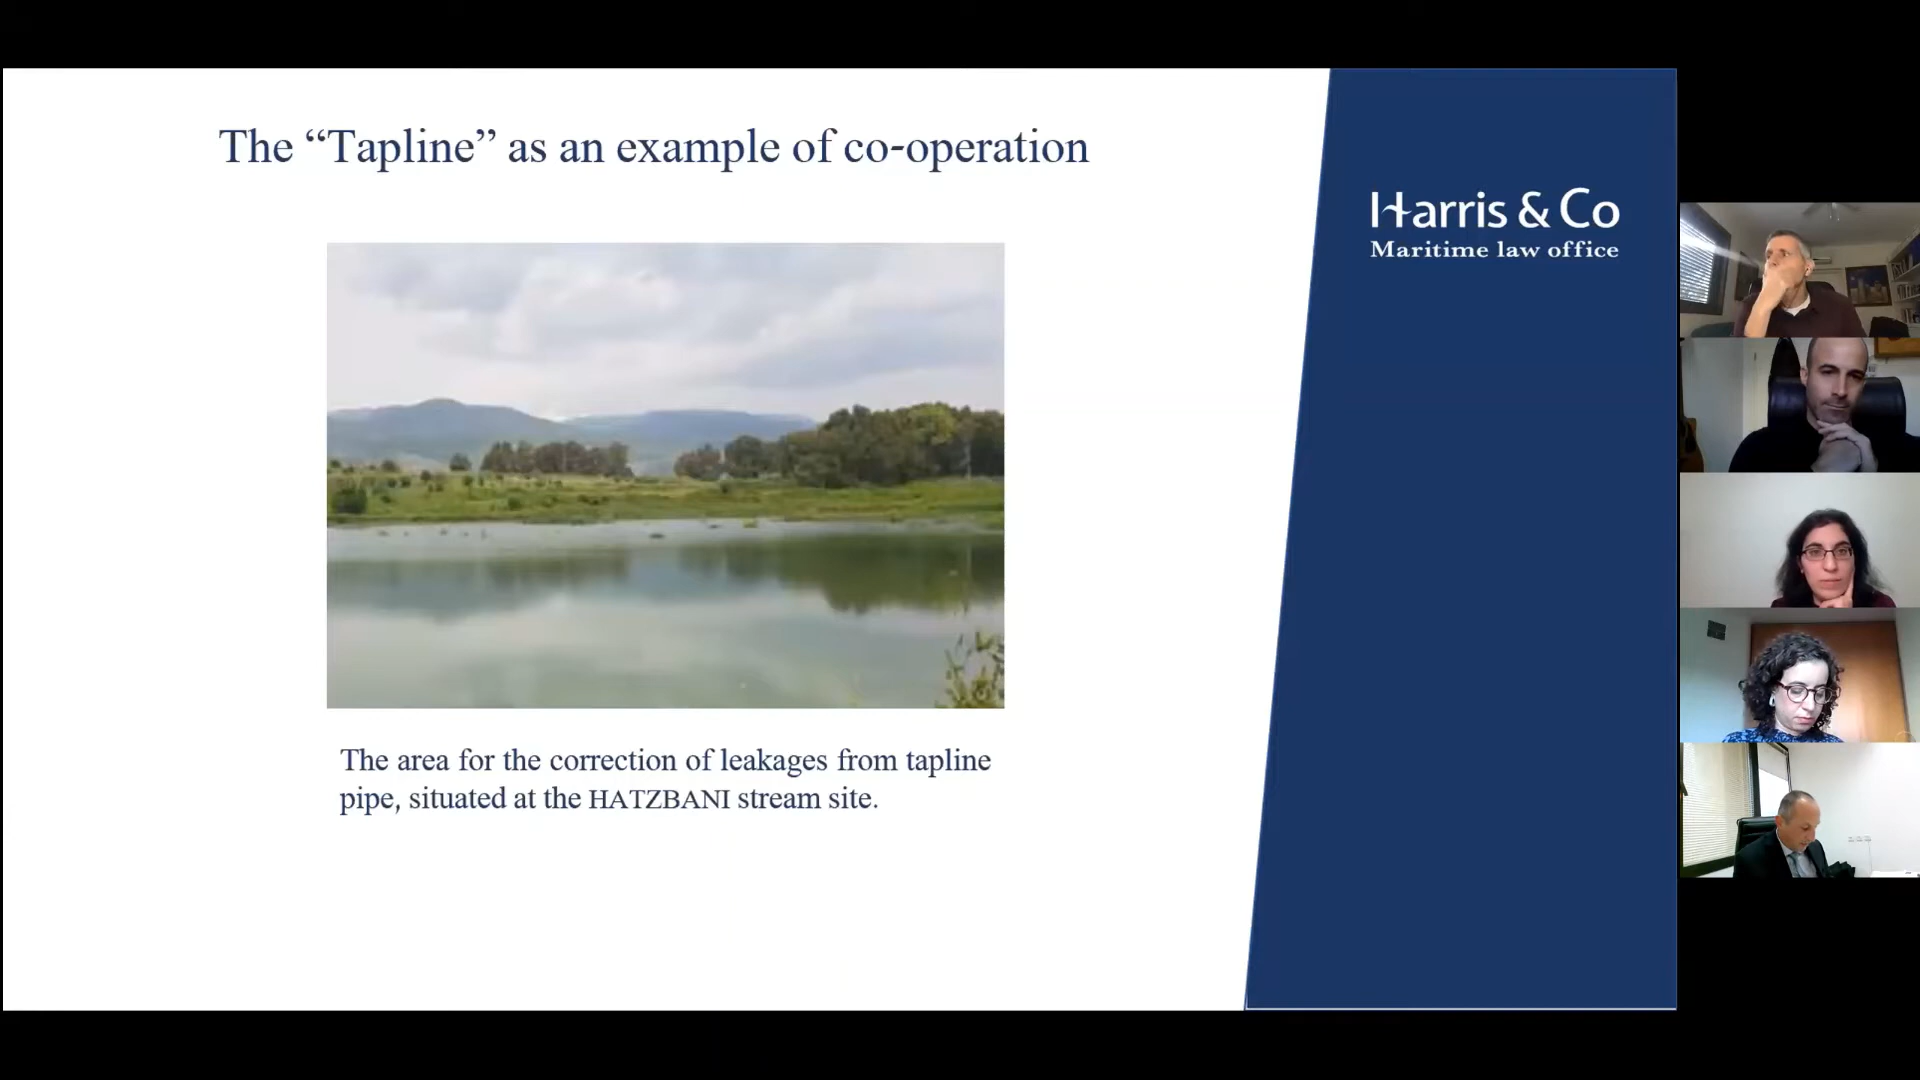 The “Tapline” as an example of co-operation
Harris & Co
Maritime law office
The area for the correction of leakages from tapline
pipe, situated at the HATZBANI stream site.